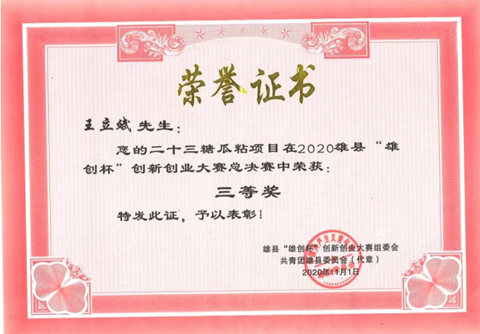 荣誉证书
王立斌先生：
您的二十三糖瓜粘项目在2020雄县“雄
创杯”创新创业大赛总决赛中荣获：
三等奖
特发此证，予以表彰！
雄县“雄创杯”创新创业大赛组委会
共青团雄县委员会（代章）
2020年11月1日